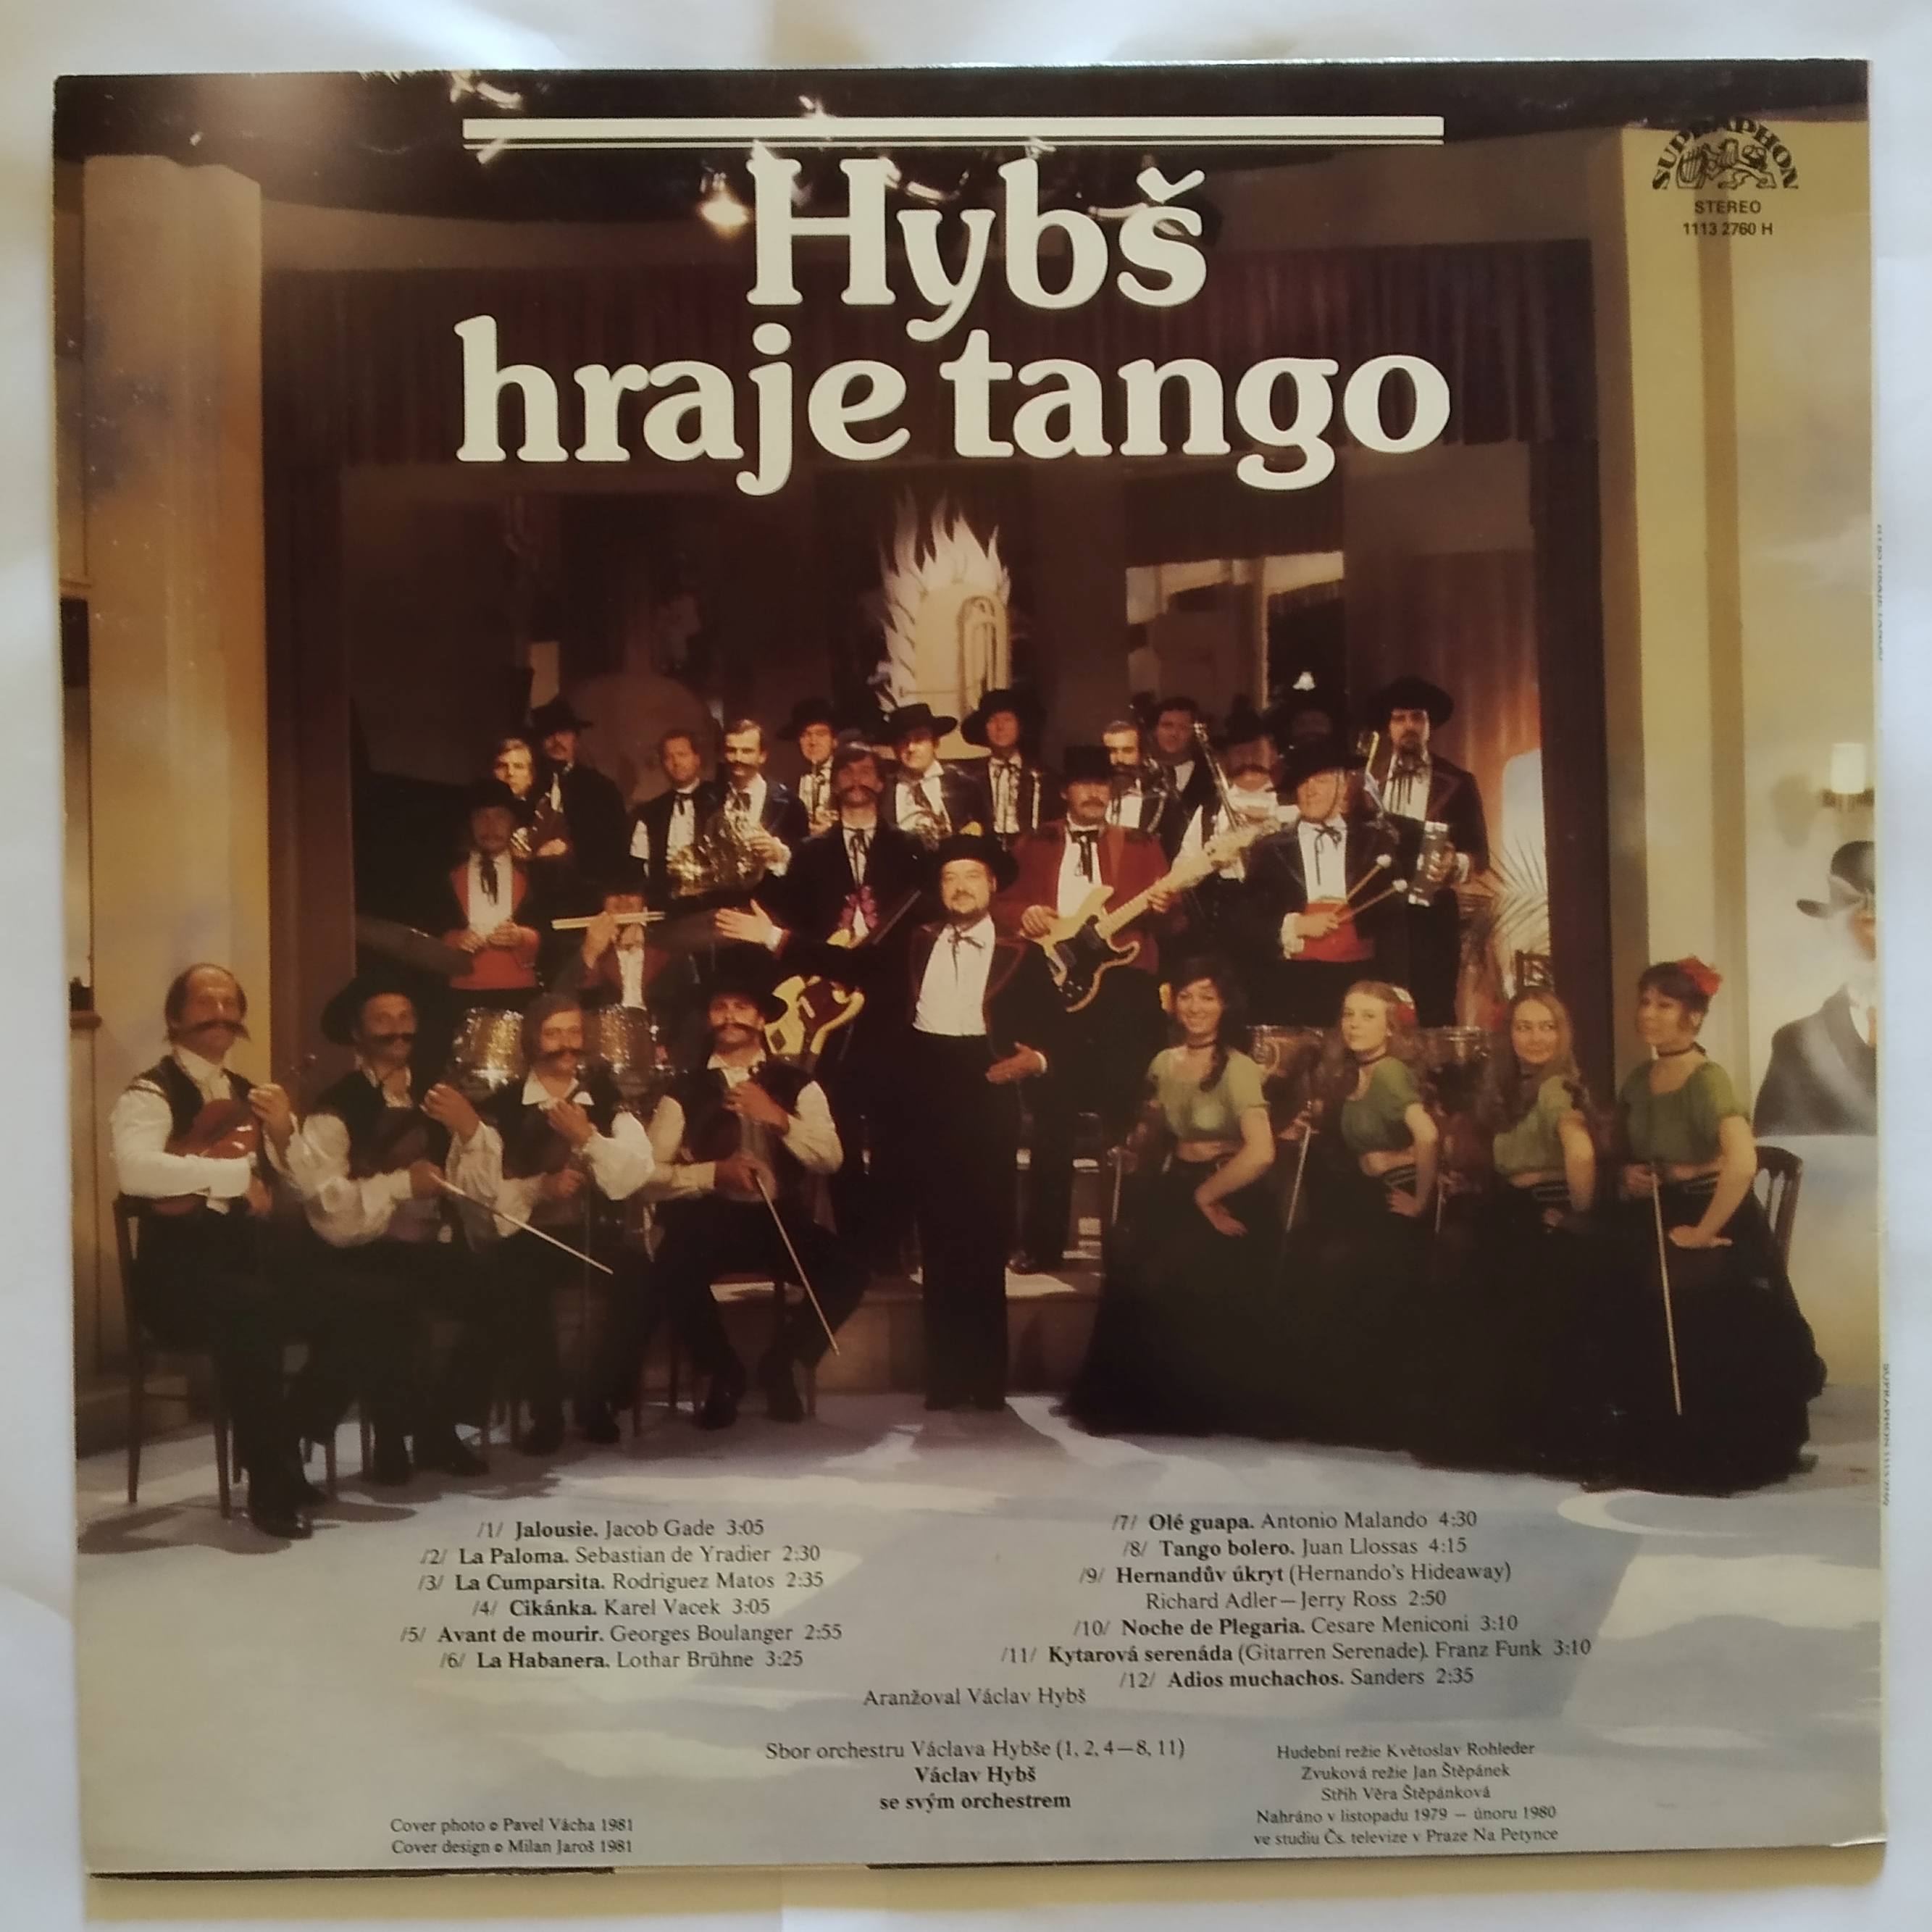 Hybš
hraje tango
SUPRAPHON
STEREO
1113 2760 H
/1/ Jalousie. Jacob Gade 3:05
/2/ La Paloma. Sebastian de Yradier 2:30
/3/ La Cumparsita. Rodriguez Matos 2:35
/4/ Cikánka. Karel Vacek 3:05
/5/ Avant de mourir. Georges Boulanger 2:55
/6/ La Habanera. Lothar Brühne 3:25
/7/ Olé guapa. Antonio Malando 4:30
/8/ Tango bolero. Juan Llossas 4:15
/9/ Hernandův úkryt (Hernando's Hideaway)
Richard Adler—Jerry Ross 2:50
/10/ Noche de Plegaria. Cesare Meniconi 3:10
/11/ Kytarová serenáda (Gitarren Serenade). Franz Funk 3:10
/12/ Adios muchachos. Sanders 2:35
Aranžoval Václav Hybš
Sbor orchestru Václava Hybše (1, 2, 4—8, 11)
Václav Hybš
se svým orchestrem
Hudební režie Květoslav Rohleder
Zvuková režie Jan Štěpánek
Střih Věra Štěpánková
Nahráno v listopadu 1979 — únoru 1980
ve studiu Čs. televize v Praze Na Petynce
Cover photo © Pavel Vácha 1981
Cover design © Milan Jaroš 1981